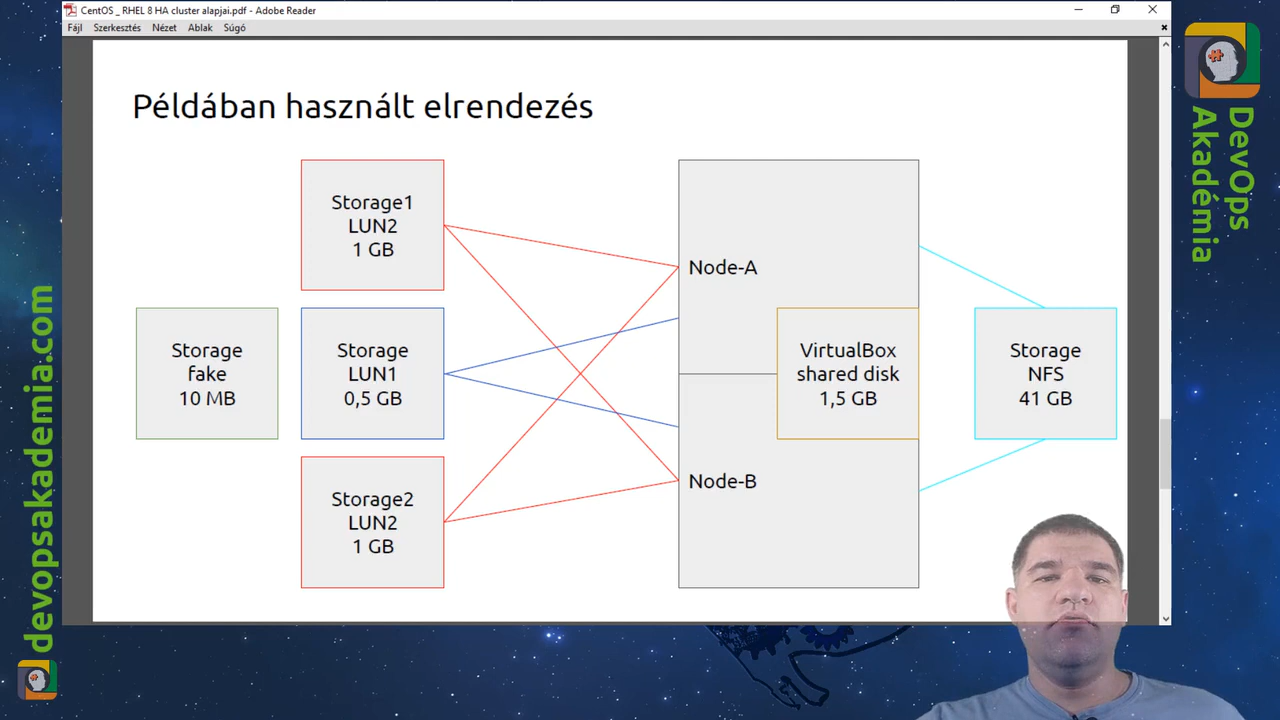 CentOS _ RHEL 8 HA cluster alapjai.pdf - Adobe Reader
Fájl Szerkesztés Nézet Ablak Súgó
Példában használt elrendezés
Storage1
LUN2
1 GB
Node-A
Storage
fake
10 MB
Storage
LUN1
0,5 GB
VirtualBox
shared disk
1,5 GB
Storage
NFS
41 GB
Storage2
LUN2
1 GB
Node-B
devopsakademia.com
DevOps
Akadémia